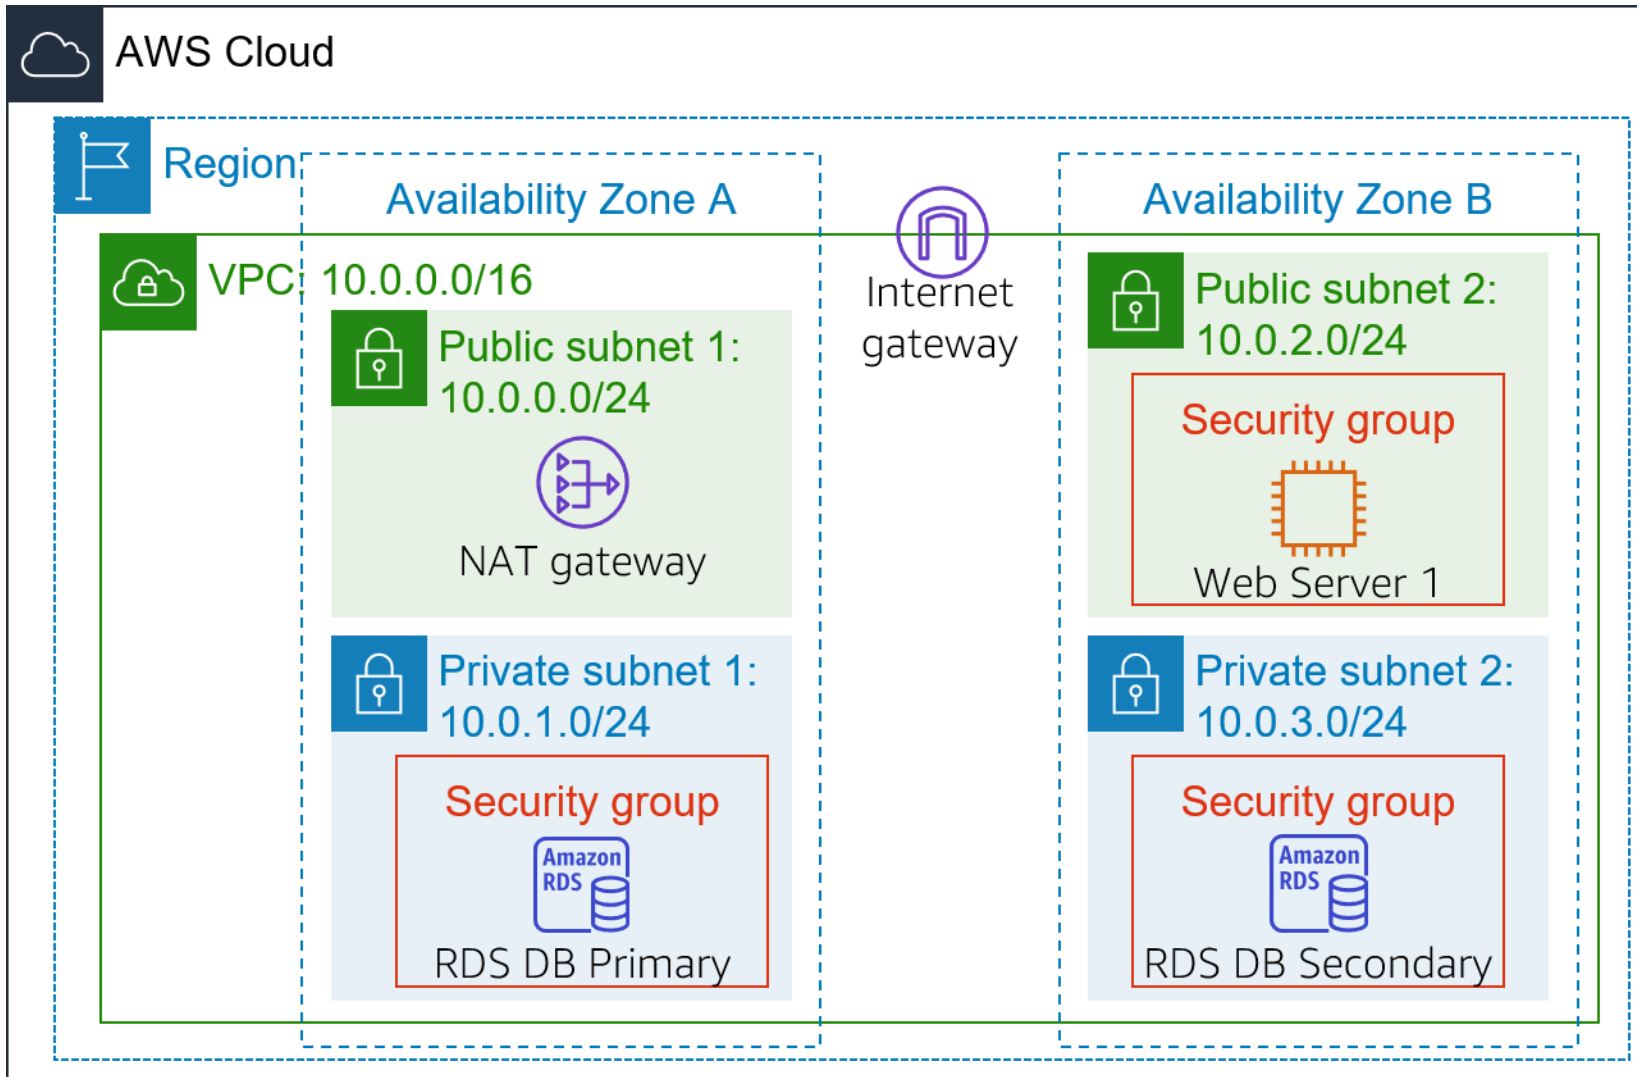 AWS Cloud
Region
Availability Zone A
Availability Zone B
VPC: 10.0.0.0/16
Internet
gateway
Public subnet 1:
10.0.0.0/24
NAT gateway
Public subnet 2:
10.0.2.0/24
Security group
Web Server 1
Private subnet 1:
10.0.1.0/24
Security group
Amazon
RDS
RDS DB Primary
Private subnet 2:
10.0.3.0/24
Security group
Amazon
RDS
RDS DB Secondary